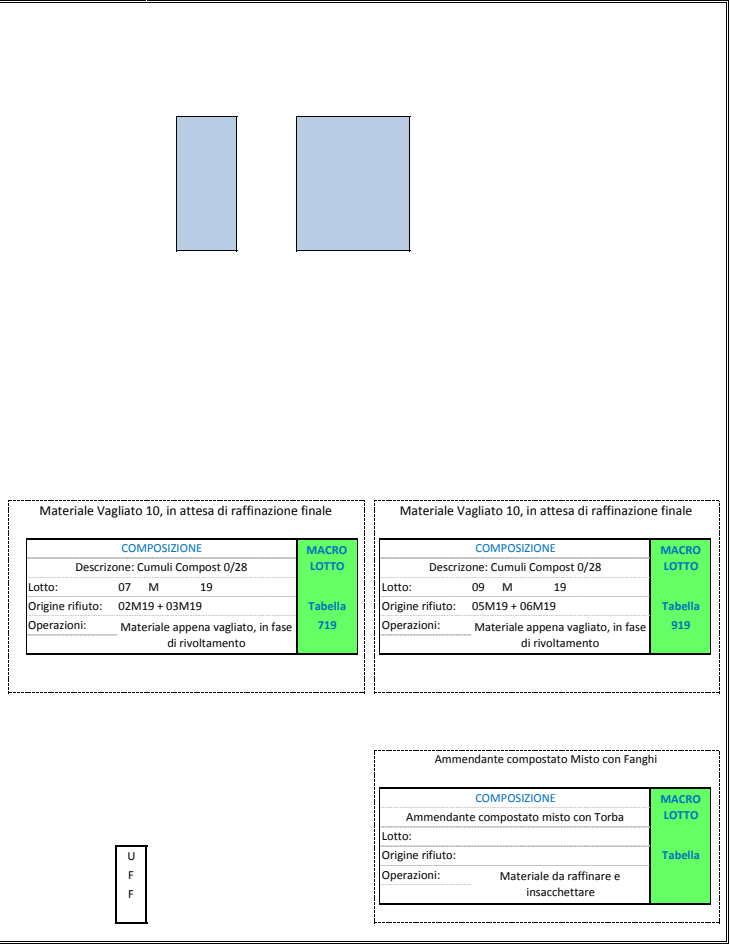 Materiale Vagliato 10, in attesa di raffinazione finale
COMPOSIZIONE MACRO
Descrizone: Cumuli Compost 0/28 LOTTO
Lotto: 07 M 19
Origine rifiuto: 02M19 + 03M19 Tabella
Operazioni: Materiale appena vagliato, in fase 719
di rivoltamento
Materiale Vagliato 10, in attesa di raffinazione finale
COMPOSIZIONE MACRO
Descrizone: Cumuli Compost 0/28 LOTTO
Lotto: 09 M 19
Origine rifiuto: 05M19 + 06M19 Tabella
Operazioni: Materiale appena vagliato, in fase 919
di rivoltamento
Ammendante compostato Misto con Fanghi
COMPOSIZIONE MACRO
Ammendante compostato misto con Torba LOTTO
Lotto:
Origine rifiuto: Tabella
Operazioni: Materiale da raffinare e
insacchettare
U
F
F